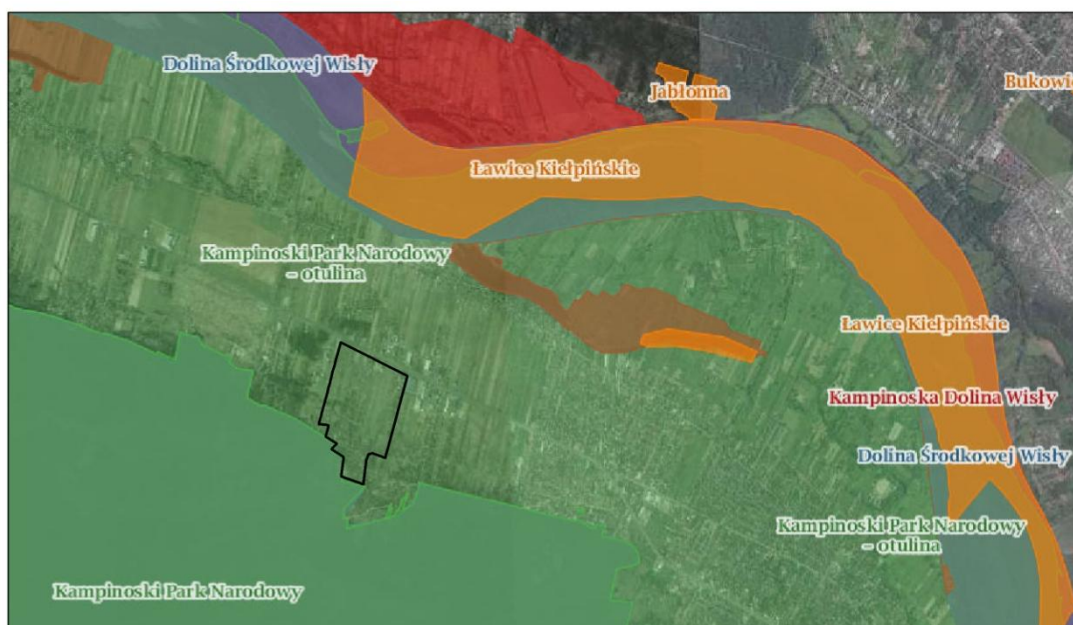 Dolina Środkowej Wisły
Jabłonna
Bukowie
Ławice Kiełpińskie
Kampinoski Park Narodowy
– otulina
Ławice Kiełpińskie
Kampinoska Dolina Wisły
Dolina Środkowej Wisły
Kampinoski Park Narodowy
– otulina
Kampinoski Park Narodowy